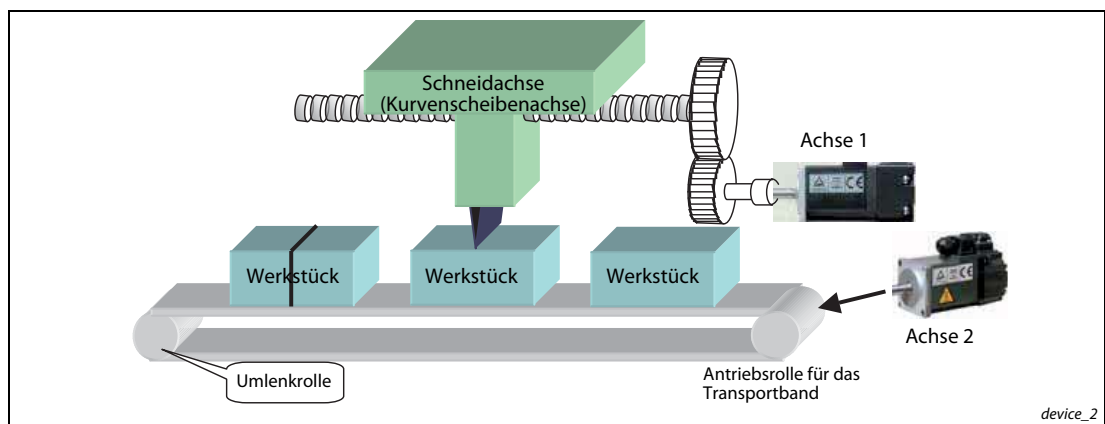 Schneidachse
(Kurvenscheibenachse)
Achse 1
Werkstück
Werkstück
Werkstück
Achse 2
Umlenkrolle
Antriebsrolle für das
Transportband
device_2